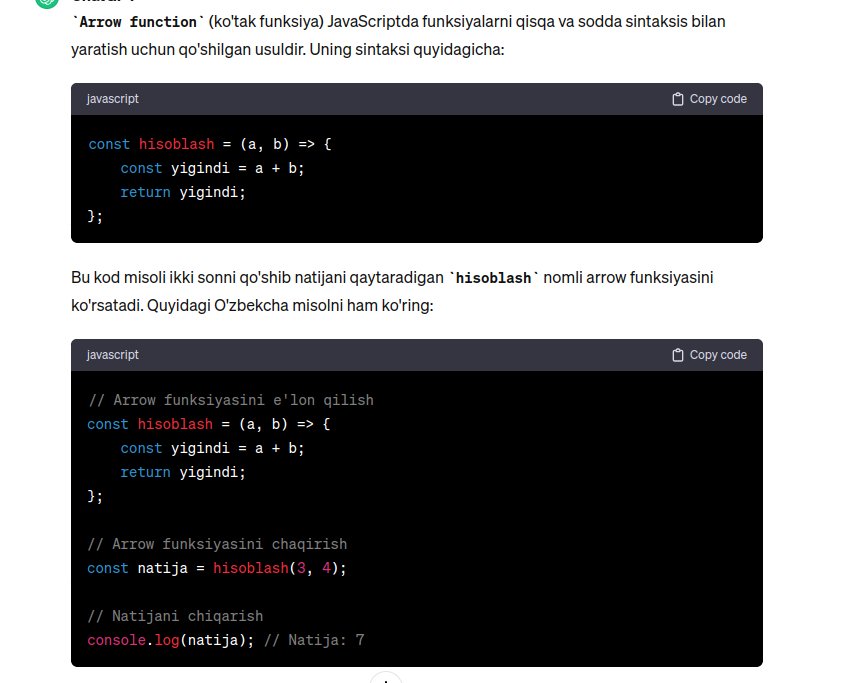 `Arrow function` (ko'tak funksiya) JavaScriptda funksiyalarni qisqa va sodda sintaksis bilan
yaratish uchun qo'shilgan usuldir. Uning sintaksi quyidagicha:
javascript Copy code
const hisoblash = (a, b) => {
    const yigindi = a + b;
    return yigindi;
};
Bu kod misoli ikki sonni qo'shib natijani qaytaradigan `hisoblash` nomli arrow funksiyasini
ko'rsatadi. Quyidagi O'zbekcha misolni ham ko'ring:
javascript Copy code
// Arrow funksiyasini e'lon qilish
const hisoblash = (a, b) => {
    const yigindi = a + b;
    return yigindi;
};
// Arrow funksiyasini chaqirish
const natija = hisoblash(3, 4);
// Natijani chiqarish
console.log(natija); // Natija: 7